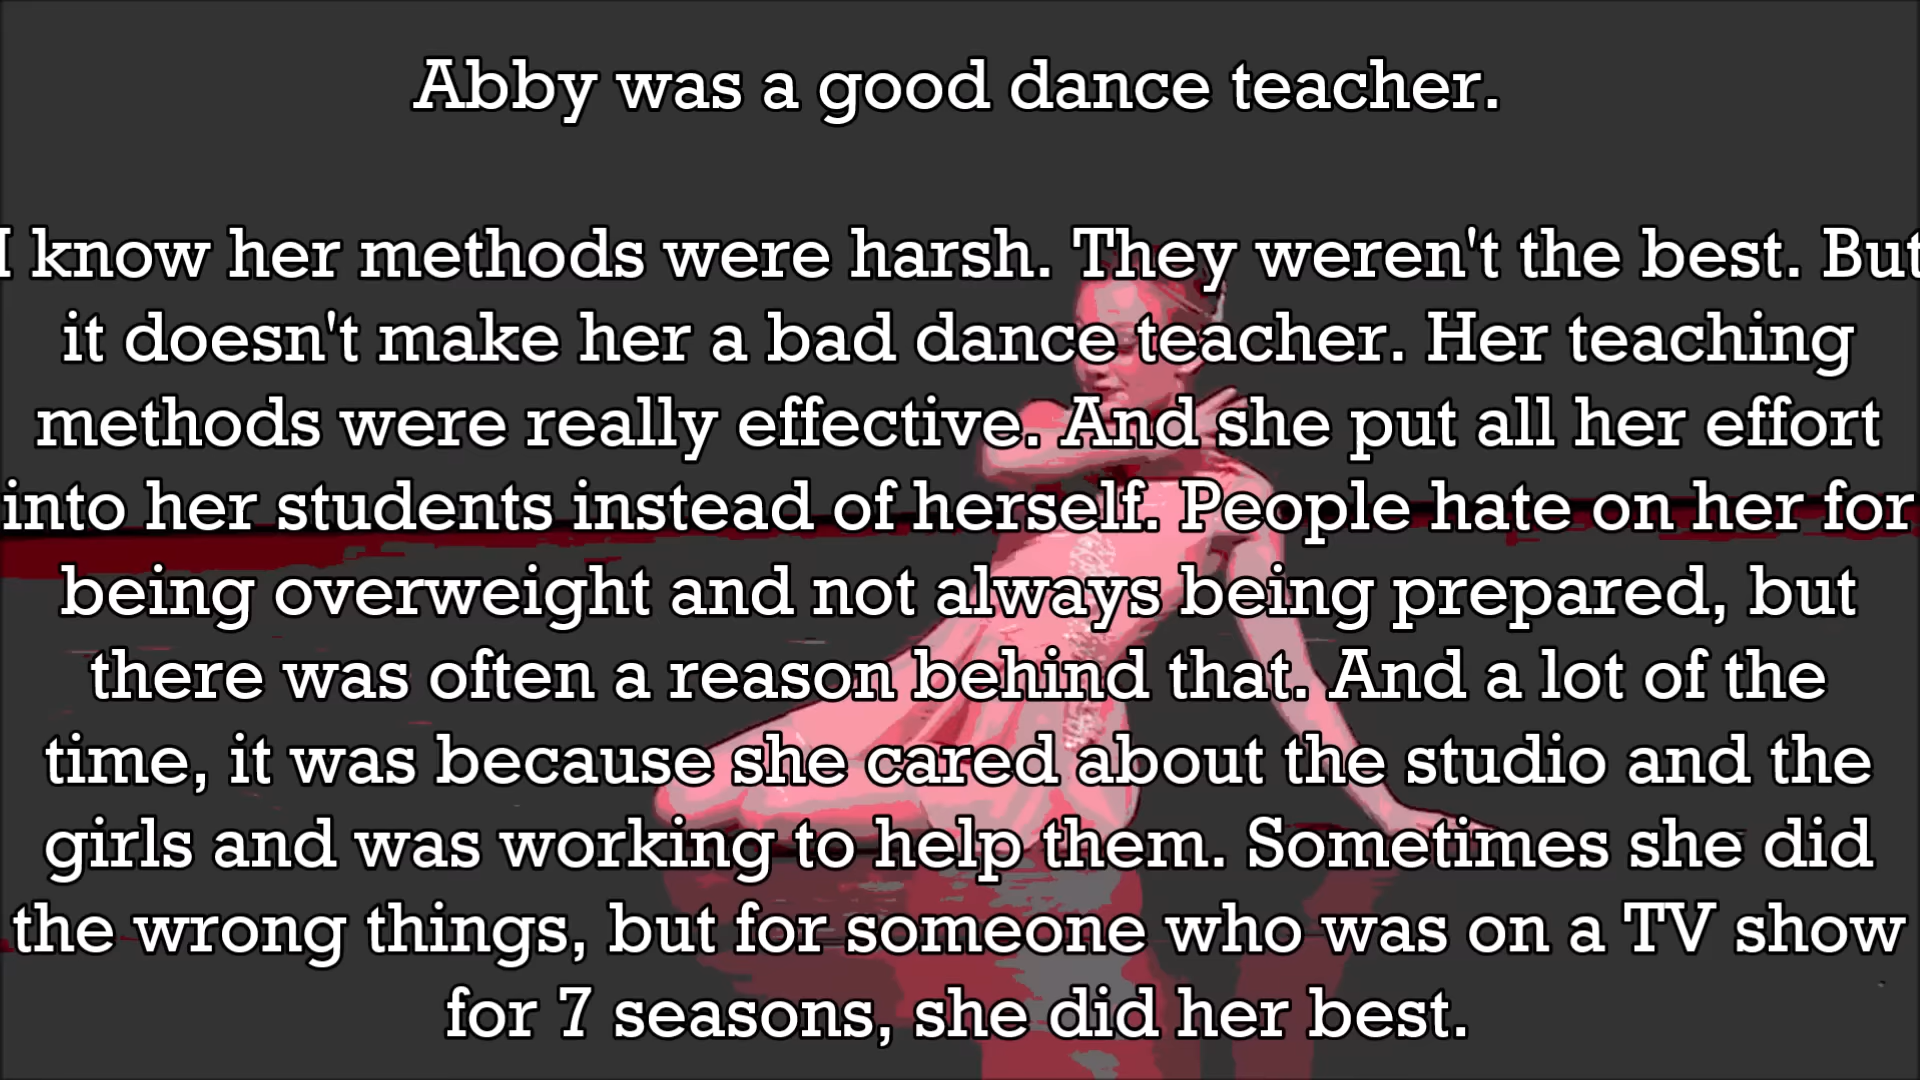 Abby was a good dance teacher.
I know her methods were harsh. They weren't the best. But
it doesn't make her a bad dance teacher. Her teaching
methods were really effective. And she put all her effort
into her students instead of herself. People hate on her for
being overweight and not always being prepared, but
there was often a reason behind that. And a lot of the
time, it was because she cared about the studio and the
girls and was working to help them. Sometimes she did
the wrong things, but for someone who was on a TV show
for 7 seasons, she did her best.